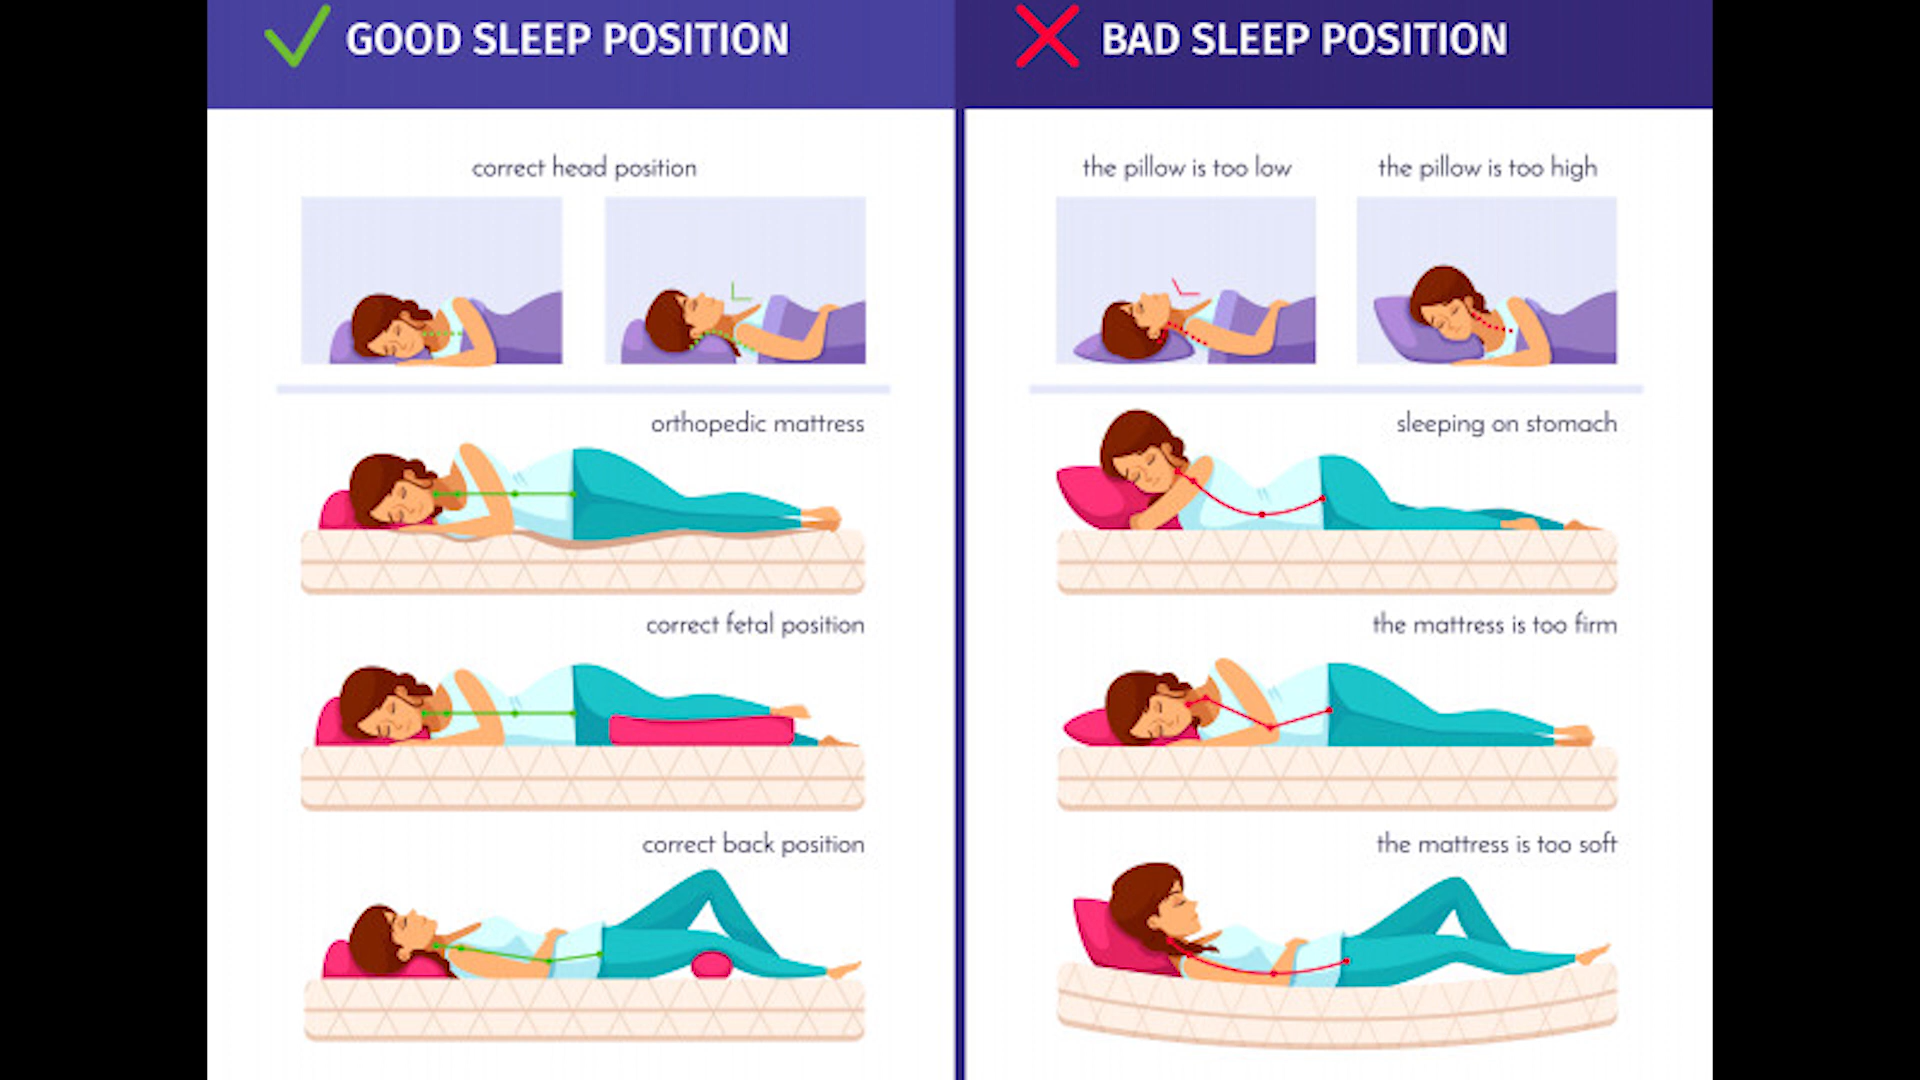 GOOD SLEEP POSITION
correct head position
orthopedic mattress
correct fetal position
correct back position
BAD SLEEP POSITION
the pillow is too low
the pillow is too high
sleeping on stomach
the mattress is too firm
the mattress is too soft